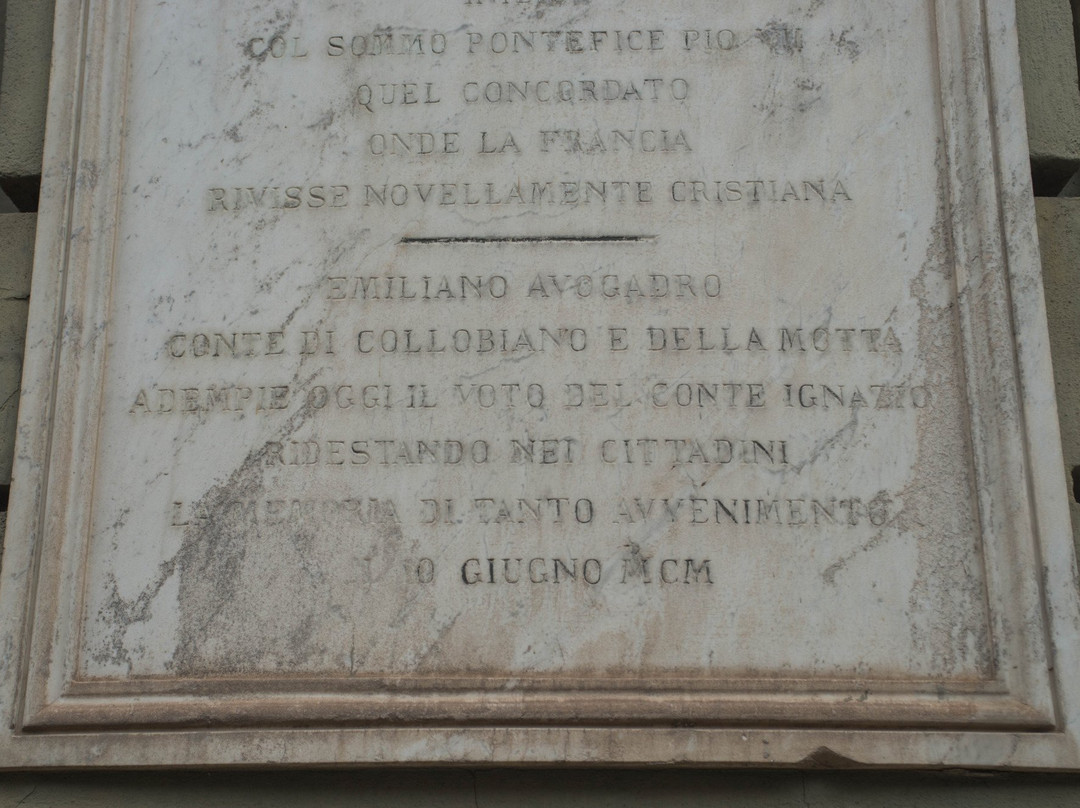 COL SOMMO PONTEFICE PIO
QUEL CONCORDATO
ONDE LA FRANCIA
RIVISSE NOVELLAMENTE CRISTIANA
EMILIANO AVOGADRO
CONTE DI COLLOBIANO E DELLA MOTTA
ADEMPIE OGGI IL VOTO DEL CONTE IGNAZIO
RIDESTANDO NEI CITTADINI
LA MEMORIA DI TANTO AVVENIMENTO
GIUGNO MCM